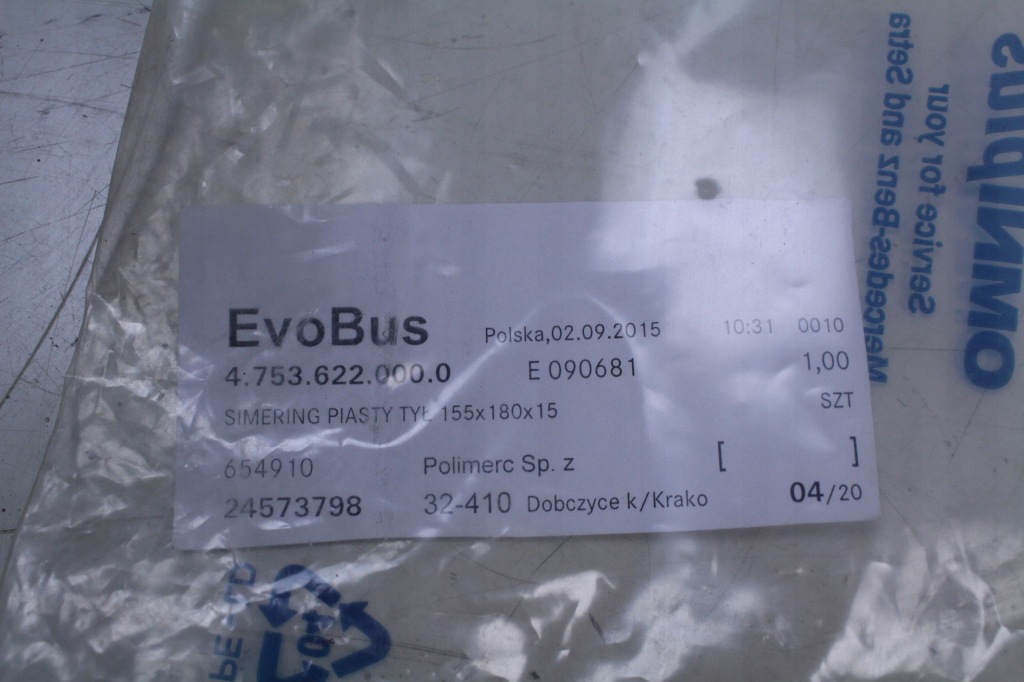 EvoBus Polska,02.09.2015 10:31 0010
4.753.622.000.0 E 090681 1,00
SIMERING PIASTY TYŁ 155x180x15 SZT
654910 Polimerc Sp. z [ ]
24573798 32-410 Dobczyce k/Krako 04/20
OMNIplus
Service for your
Mercedes-Benz and Setra
04